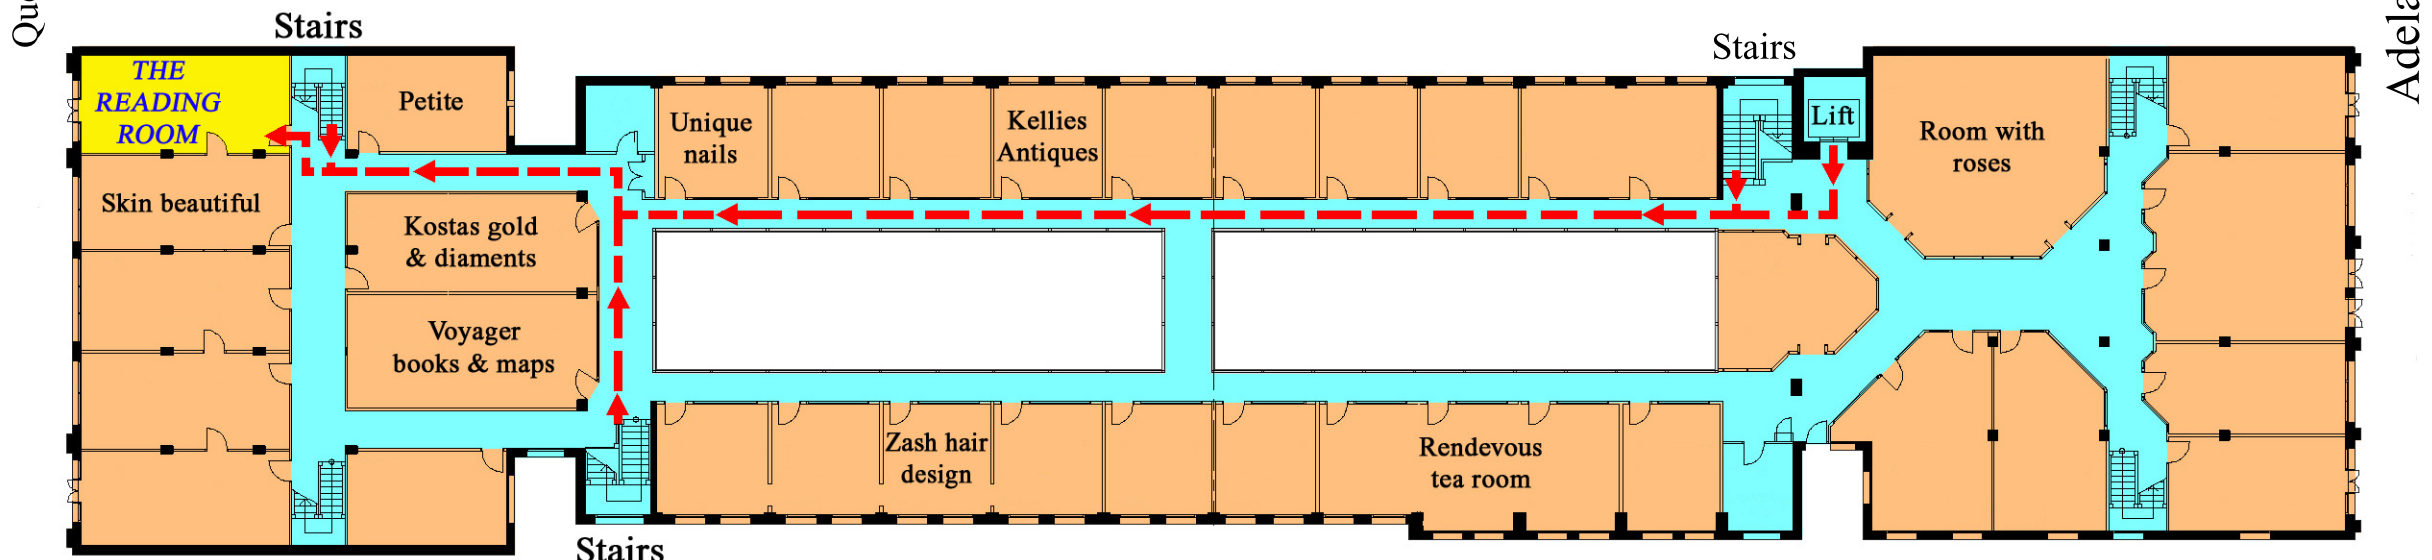 Stairs
Stairs
THE
READING
ROOM
Petite
Unique
nails
Kellies
Antiques
Lift
Room with
roses
Skin beautiful
Kostas gold
& diaments
Voyager
books & maps
Zash hair
design
Rendevous
tea room
Stairs